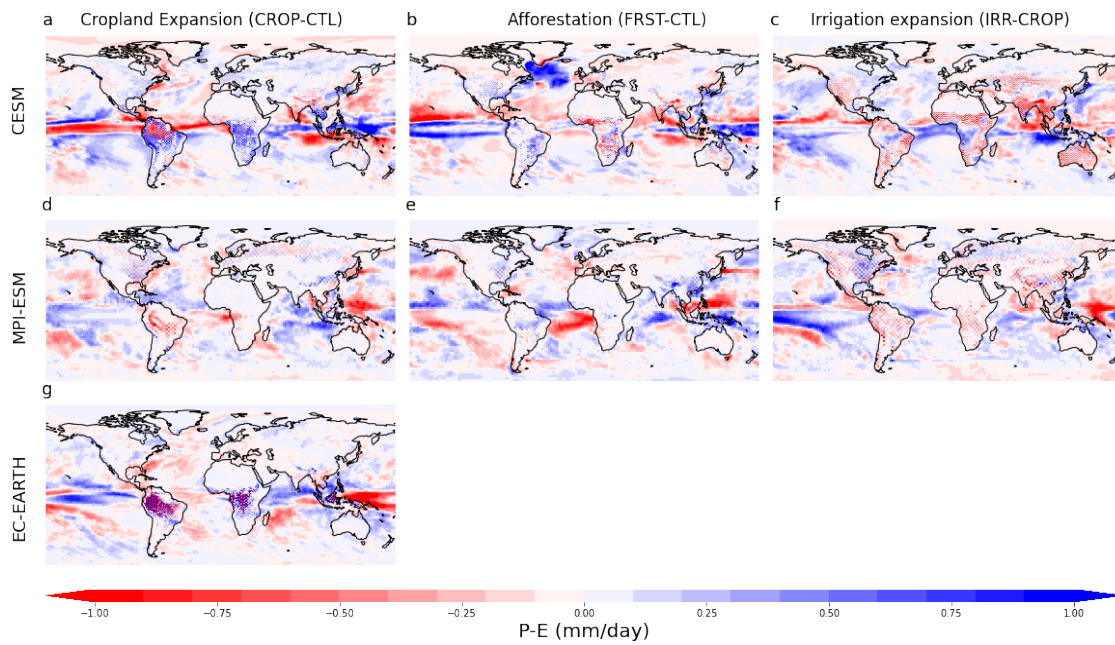 a Cropland Expansion (CROP-CTL)
b Afforestation (FRST-CTL)
c Irrigation expansion (IRR-CROP)
CESM
d
e
f
MPI-ESM
g
EC-EARTH
−1.00 −0.75 −0.50 −0.25 0.00 0.25 0.50 0.75 1.00
P-E (mm/day)